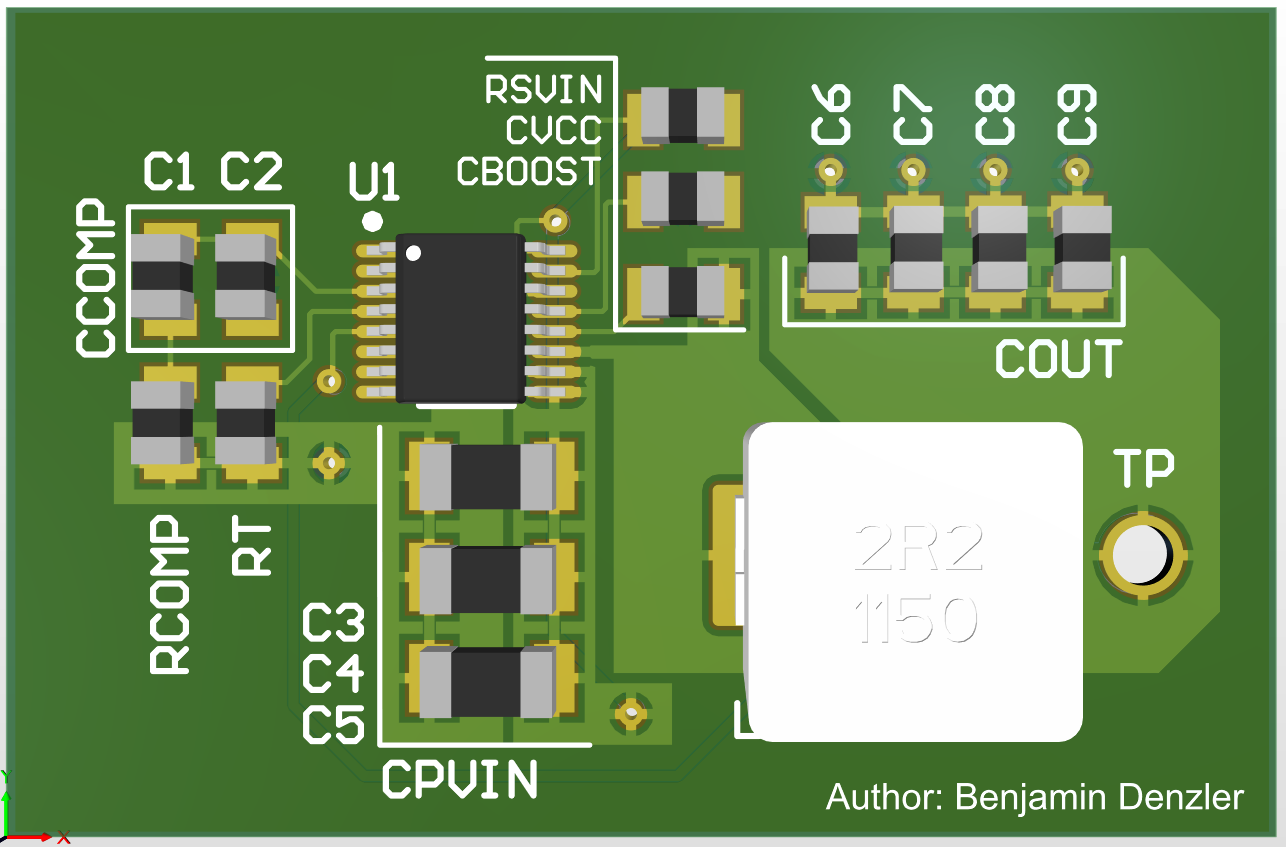 RSVIN
CVCC
CBOOST
C6
C7
C8
C9
C1 C2
U1
CCOMP
COUT
TP
RCOMP
RT
2R2
1150
C3
C4
C5
CPVIN
Author: Benjamin Denzler
Y
X